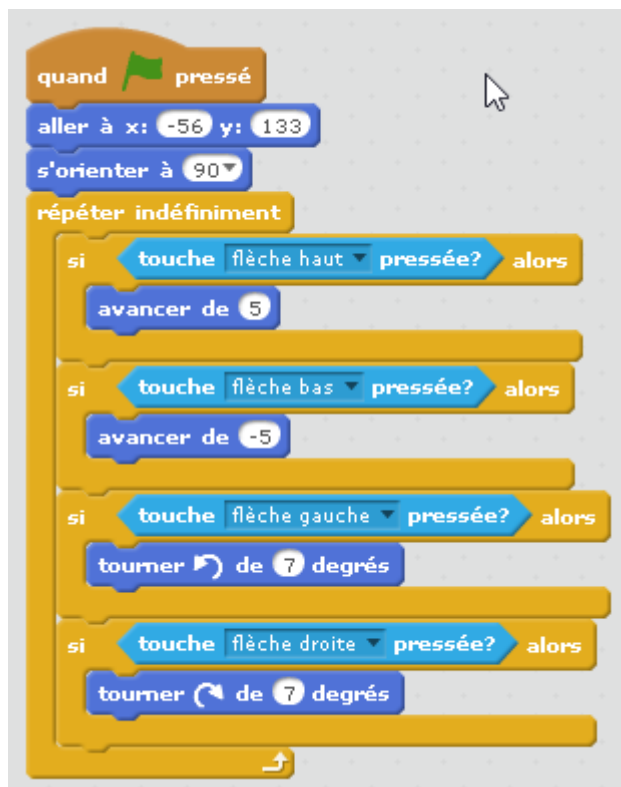 quand pressé
aller à x: -56 y: 133
s'orienter à 90
répéter indéfiniment
si touche flèche haut pressée? alors
avancer de 5
si touche flèche bas pressée? alors
avancer de -5
si touche flèche gauche pressée? alors
tourner de 7 degrés
si touche flèche droite pressée? alors
tourner de 7 degrés